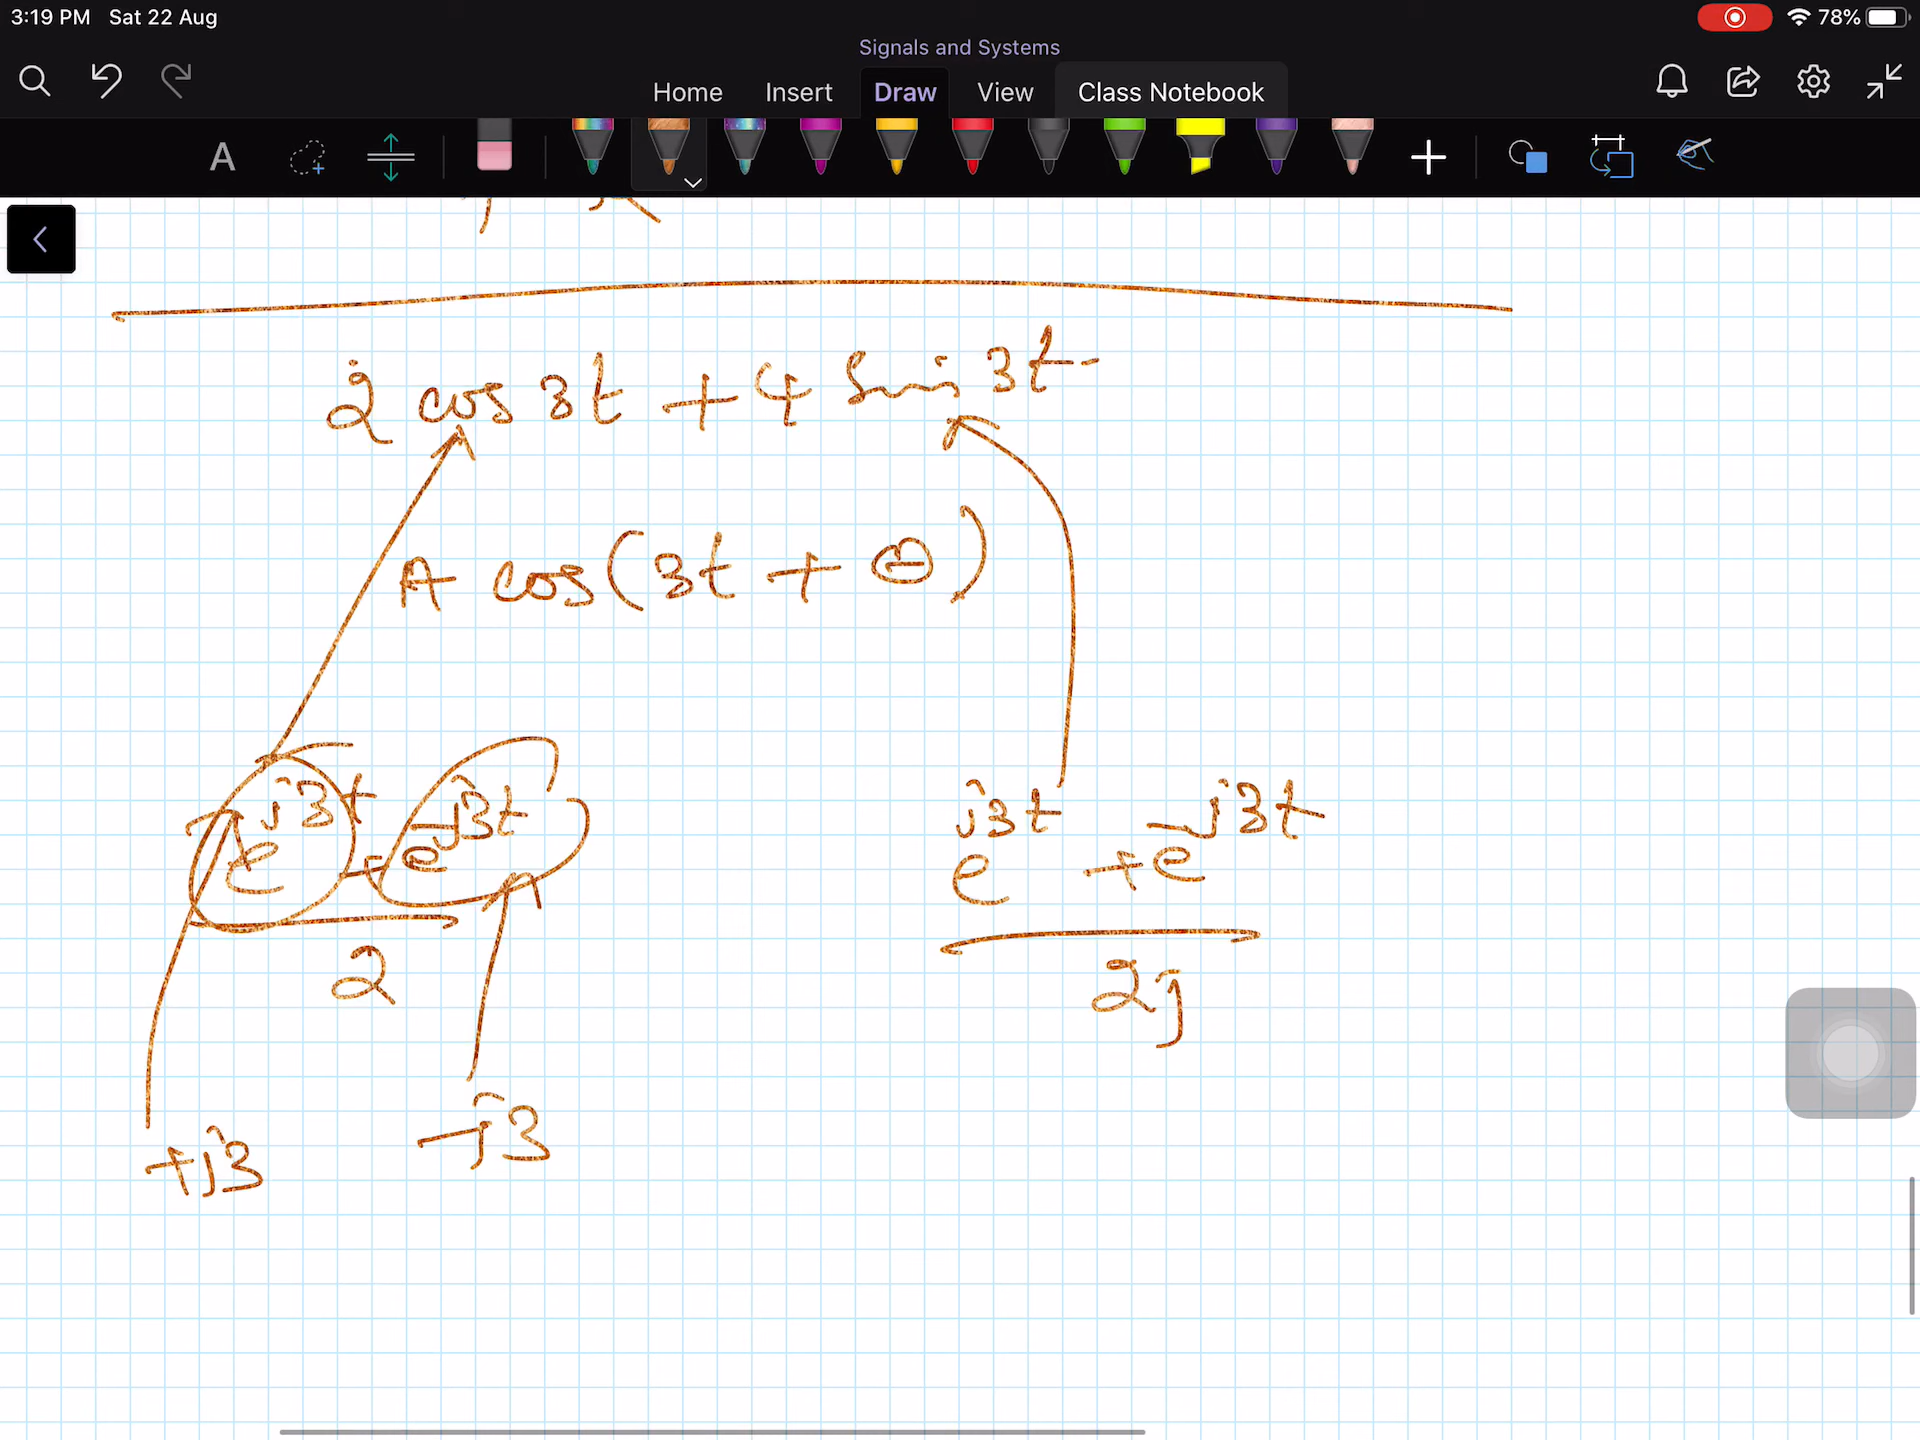 3:19 PM Sat 22 Aug 78%
Signals and Systems
Home Insert Draw View Class Notebook
A
2 cos 3t + 4 Sin 3t
A cos(3t + Θ)
e^{j3t} + e^{-j3t}
2
e^{j3t} + e^{-j3t}
2j
+j3 -j3